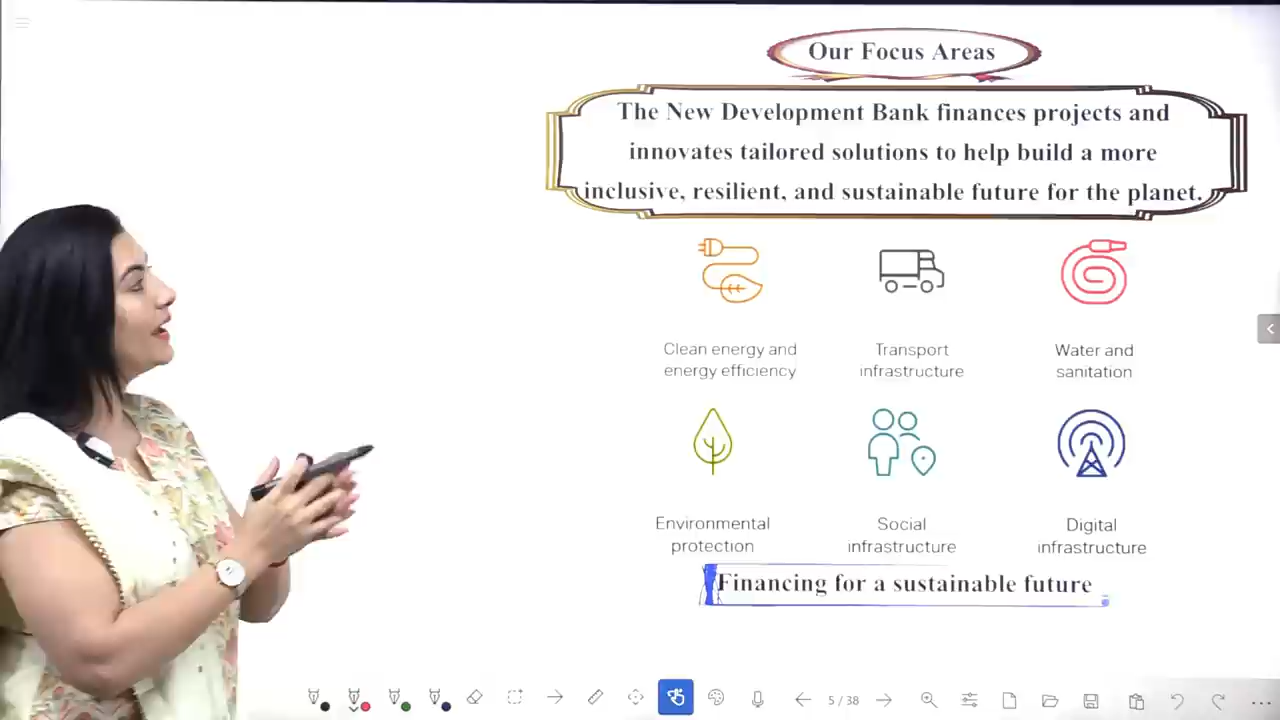 Our Focus Areas
The New Development Bank finances projects and
innovates tailored solutions to help build a more
inclusive, resilient, and sustainable future for the planet.
Clean energy and
energy efficiency
Transport
infrastructure
Water and
sanitation
Environmental
protection
Social
infrastructure
Digital
infrastructure
Financing for a sustainable future
5 / 38